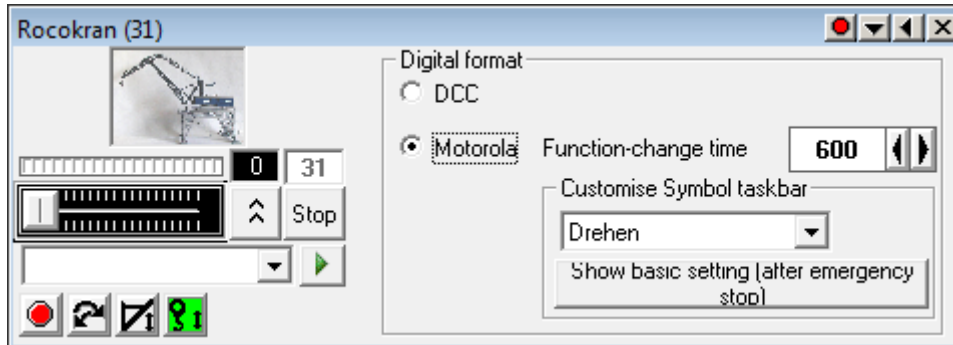 Rocokran (31)
Digital format
DCC
Motorola Function-change time 600
0 31
Stop
Customise Symbol taskbar
Drehen
Show basic setting (after emergency
stop)